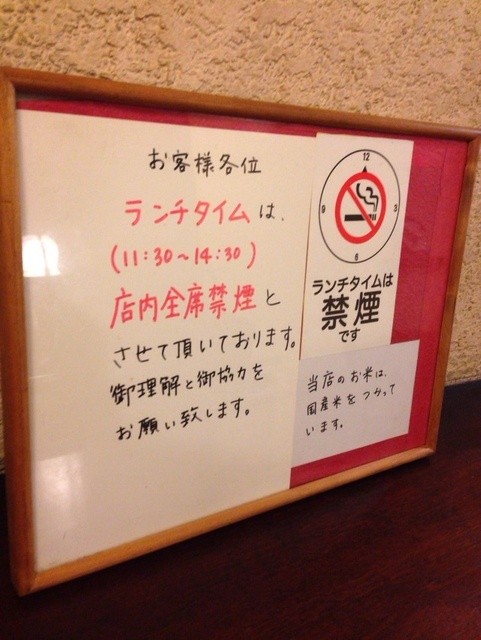 お客様各位
ランチタイムは、
(11:30〜14:30)
店内全席禁煙と
させて頂いております。
御理解と御協力を
お願い致します。
12
9
3
6
ランチタイムは
禁煙
です
当店のお米は、
国産米をつかって
います。